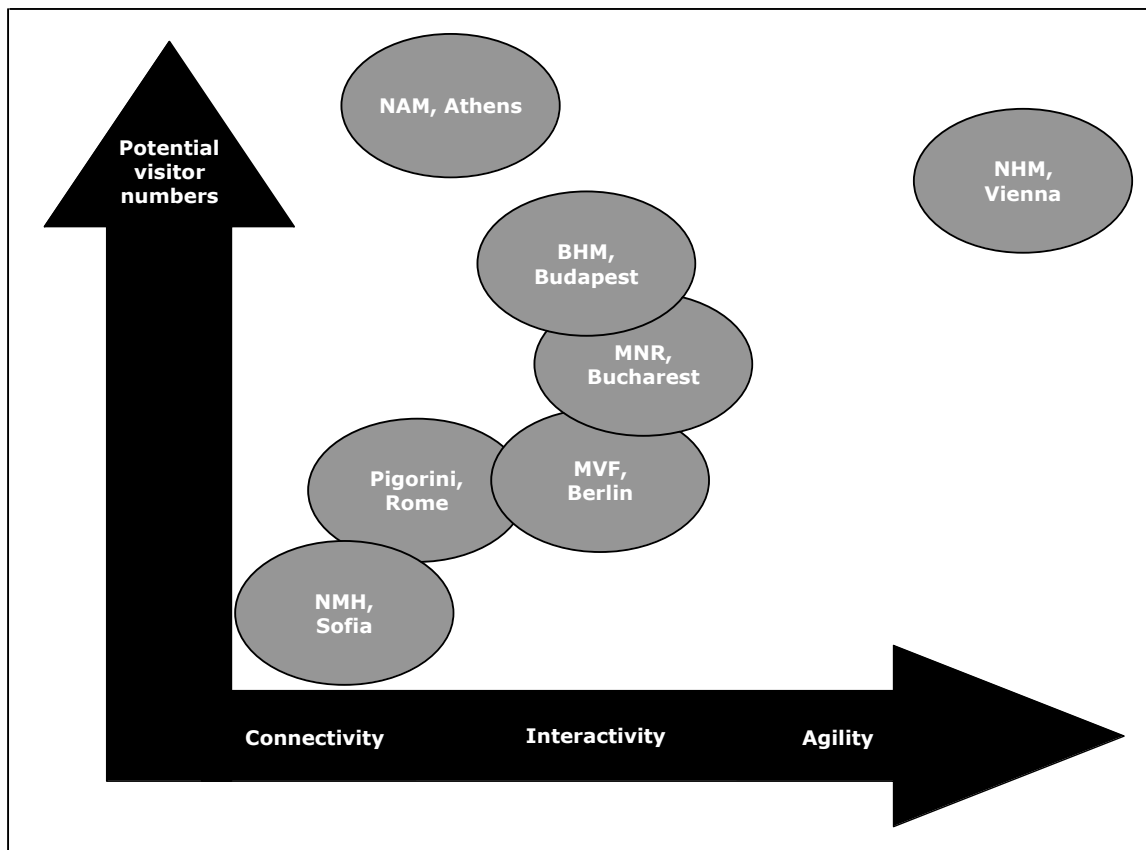 NAM, Athens
Potential
visitor
numbers
NHM,
Vienna
BHM,
Budapest
MNR,
Bucharest
Pigorini,
Rome
MVF,
Berlin
NMH,
Sofia
Connectivity
Interactivity
Agility